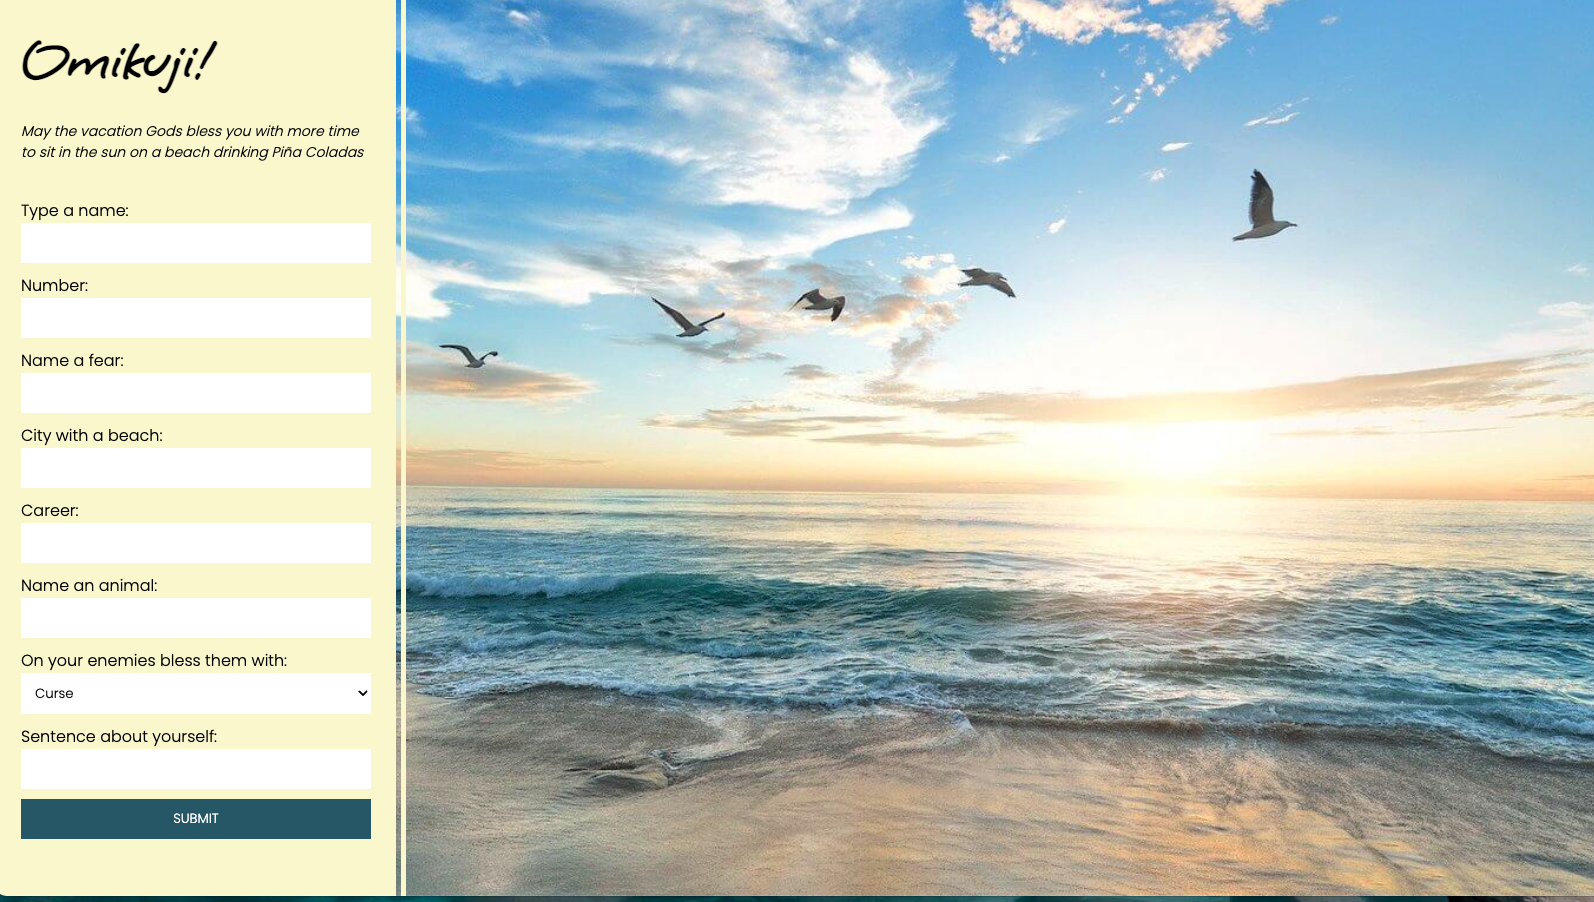 Omikuji!
May the vacation Gods bless you with more time
to sit in the sun on a beach drinking Piña Coladas
Type a name:
Number:
Name a fear:
City with a beach:
Career:
Name an animal:
On your enemies bless them with:
Curse
Sentence about yourself:
SUBMIT